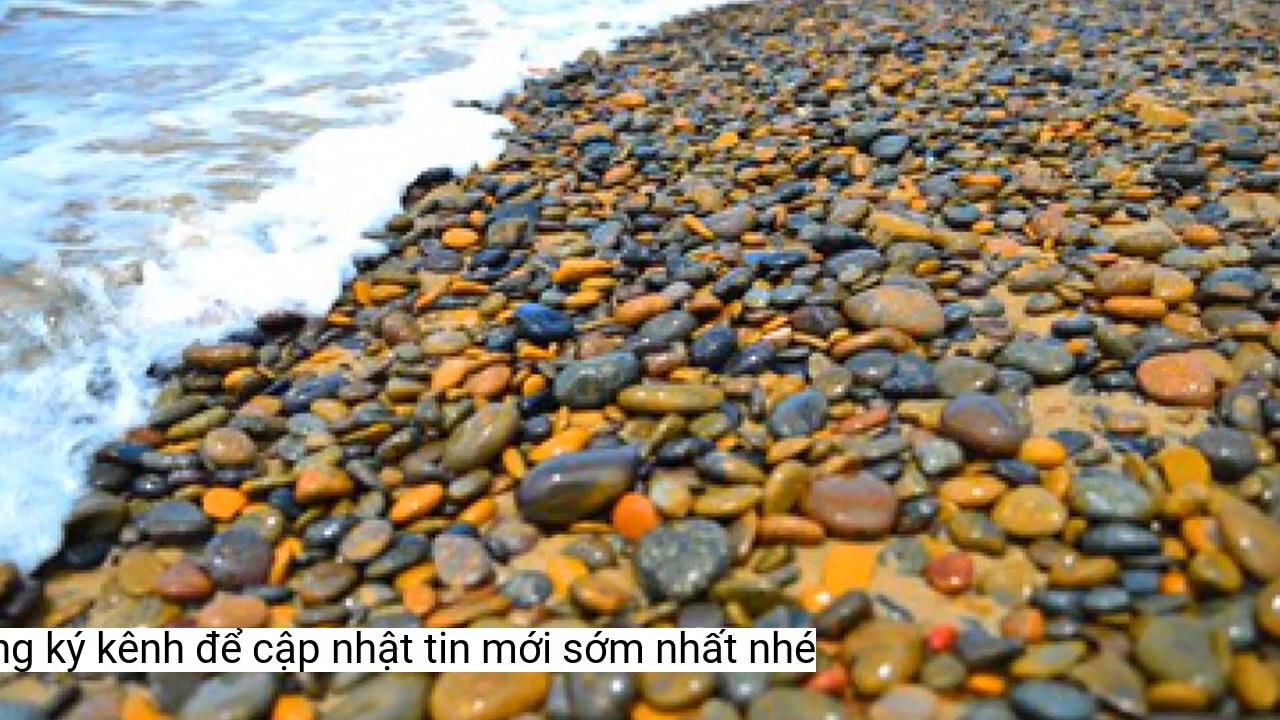 ng ký kênh để cập nhật tin mới sớm nhất nhé